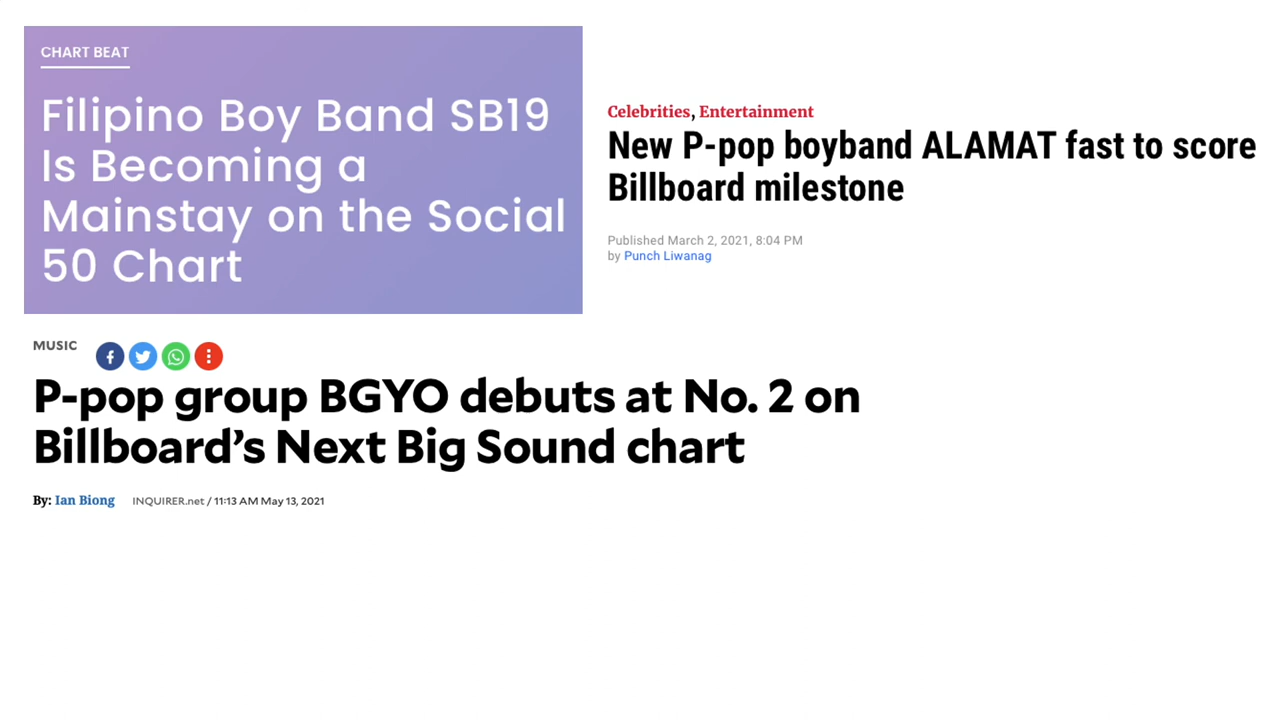 CHART BEAT
Filipino Boy Band SB19
Is Becoming a
Mainstay on the Social
50 Chart
Celebrities, Entertainment
New P-pop boyband ALAMAT fast to score
Billboard milestone
Published March 2, 2021, 8:04 PM
by Punch Liwanag
MUSIC
P-pop group BGYO debuts at No. 2 on
Billboard’s Next Big Sound chart
By: Ian Biong INQUIRER.net / 11:13 AM May 13, 2021